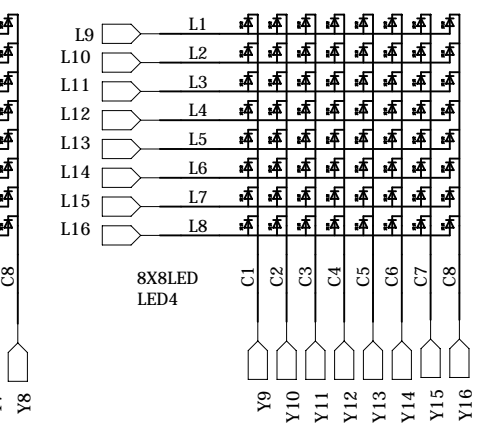 L9 L1
L10 L2
L11 L3
L12 L4
L13 L5
L14 L6
L15 L7
L16 L8
C8
8X8LED
LED4
C1 C2 C3 C4 C5 C6 C7 C8
Y8
Y9 Y10 Y11 Y12 Y13 Y14 Y15 Y16